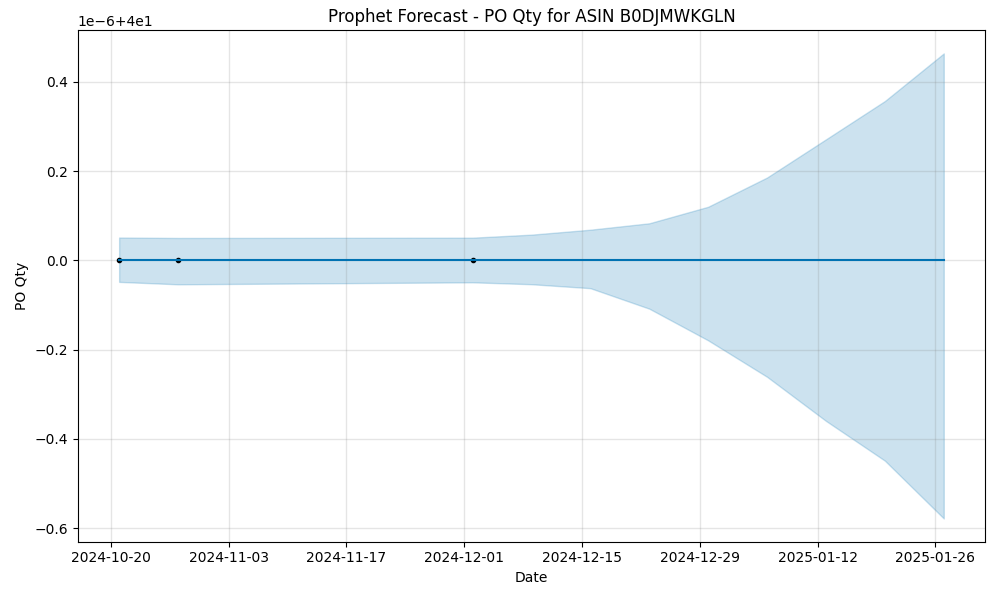 Prophet Forecast - PO Qty for ASIN B0DJMWKGLN
1e−6+4e1
0.4
0.2
0.0
−0.2
−0.4
−0.6
PO Qty
2024-10-20 2024-11-03 2024-11-17 2024-12-01 2024-12-15 2024-12-29 2025-01-12 2025-01-26
Date